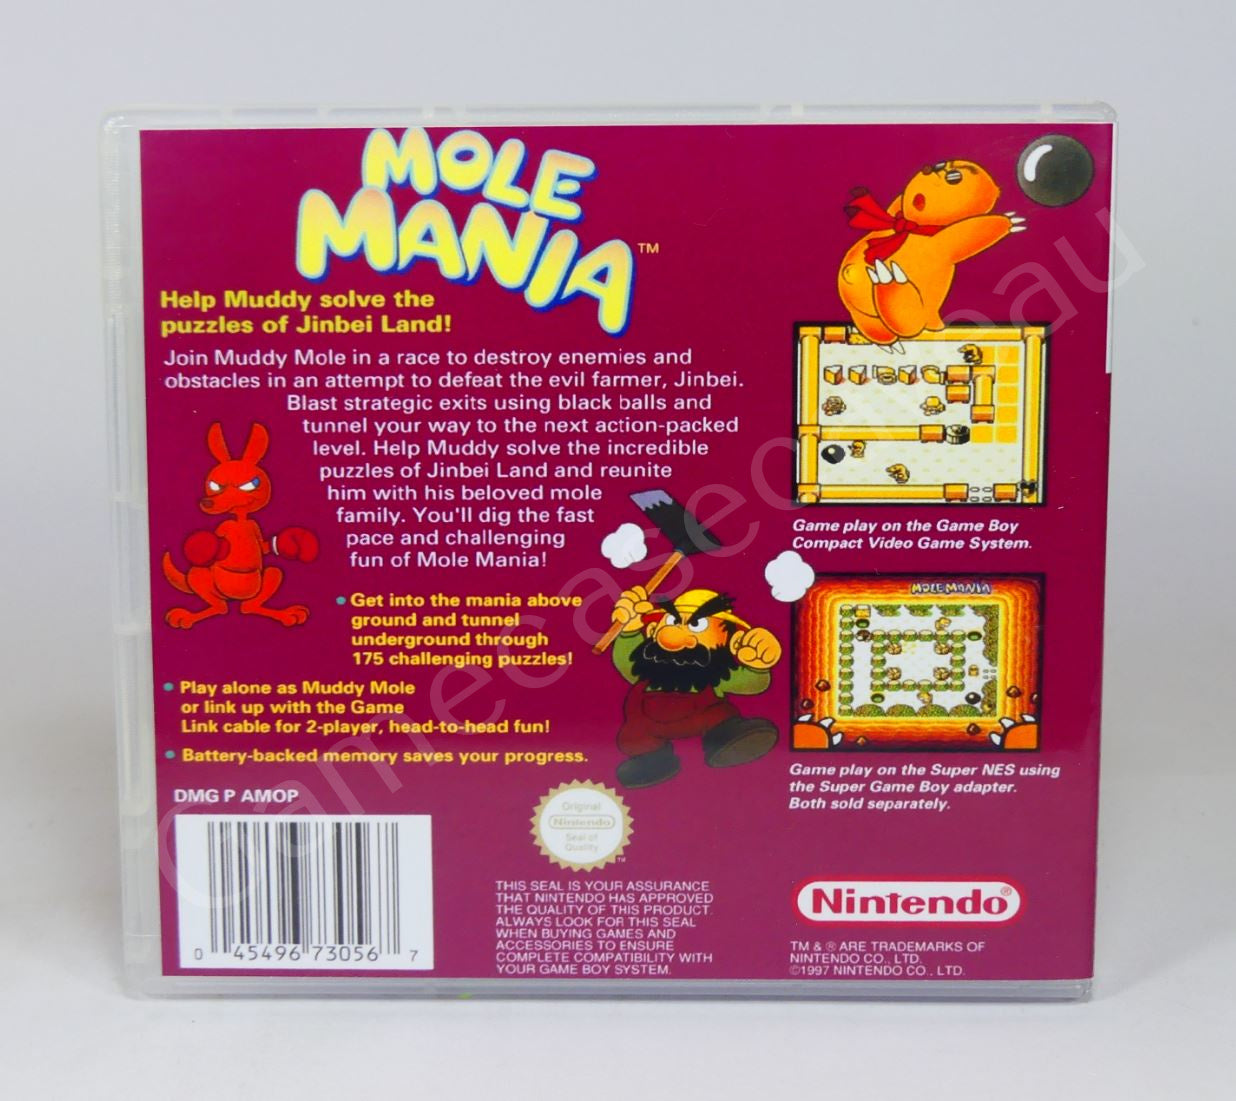 MOLE
MANIA™
Help Muddy solve the
puzzles of Jinbei Land!
Join Muddy Mole in a race to destroy enemies and
obstacles in an attempt to defeat the evil farmer, Jinbei.
Blast strategic exits using black balls and
tunnel your way to the next action-packed
level. Help Muddy solve the incredible
puzzles of Jinbei Land and reunite
him with his beloved mole
family. You'll dig the fast
pace and challenging
fun of Mole Mania!
• Get into the mania above
ground and tunnel
underground through
175 challenging puzzles!
• Play alone as Muddy Mole
or link up with the Game
Link cable for 2-player, head-to-head fun!
• Battery-backed memory saves your progress.
Game play on the Game Boy
Compact Video Game System.
MOLE MANIA
Game play on the Super NES using
the Super Game Boy adapter.
Both sold separately.
DMG P AMOP
0 45496 73056 7
Original
Nintendo
Seal of
Quality
™
THIS SEAL IS YOUR ASSURANCE
THAT NINTENDO HAS APPROVED
THE QUALITY OF THIS PRODUCT.
ALWAYS LOOK FOR THIS SEAL
WHEN BUYING GAMES AND
ACCESSORIES TO ENSURE
COMPLETE COMPATIBILITY WITH
YOUR GAME BOY SYSTEM.
Nintendo®
TM & ® ARE TRADEMARKS OF
NINTENDO CO., LTD.
©1997 NINTENDO CO., LTD.